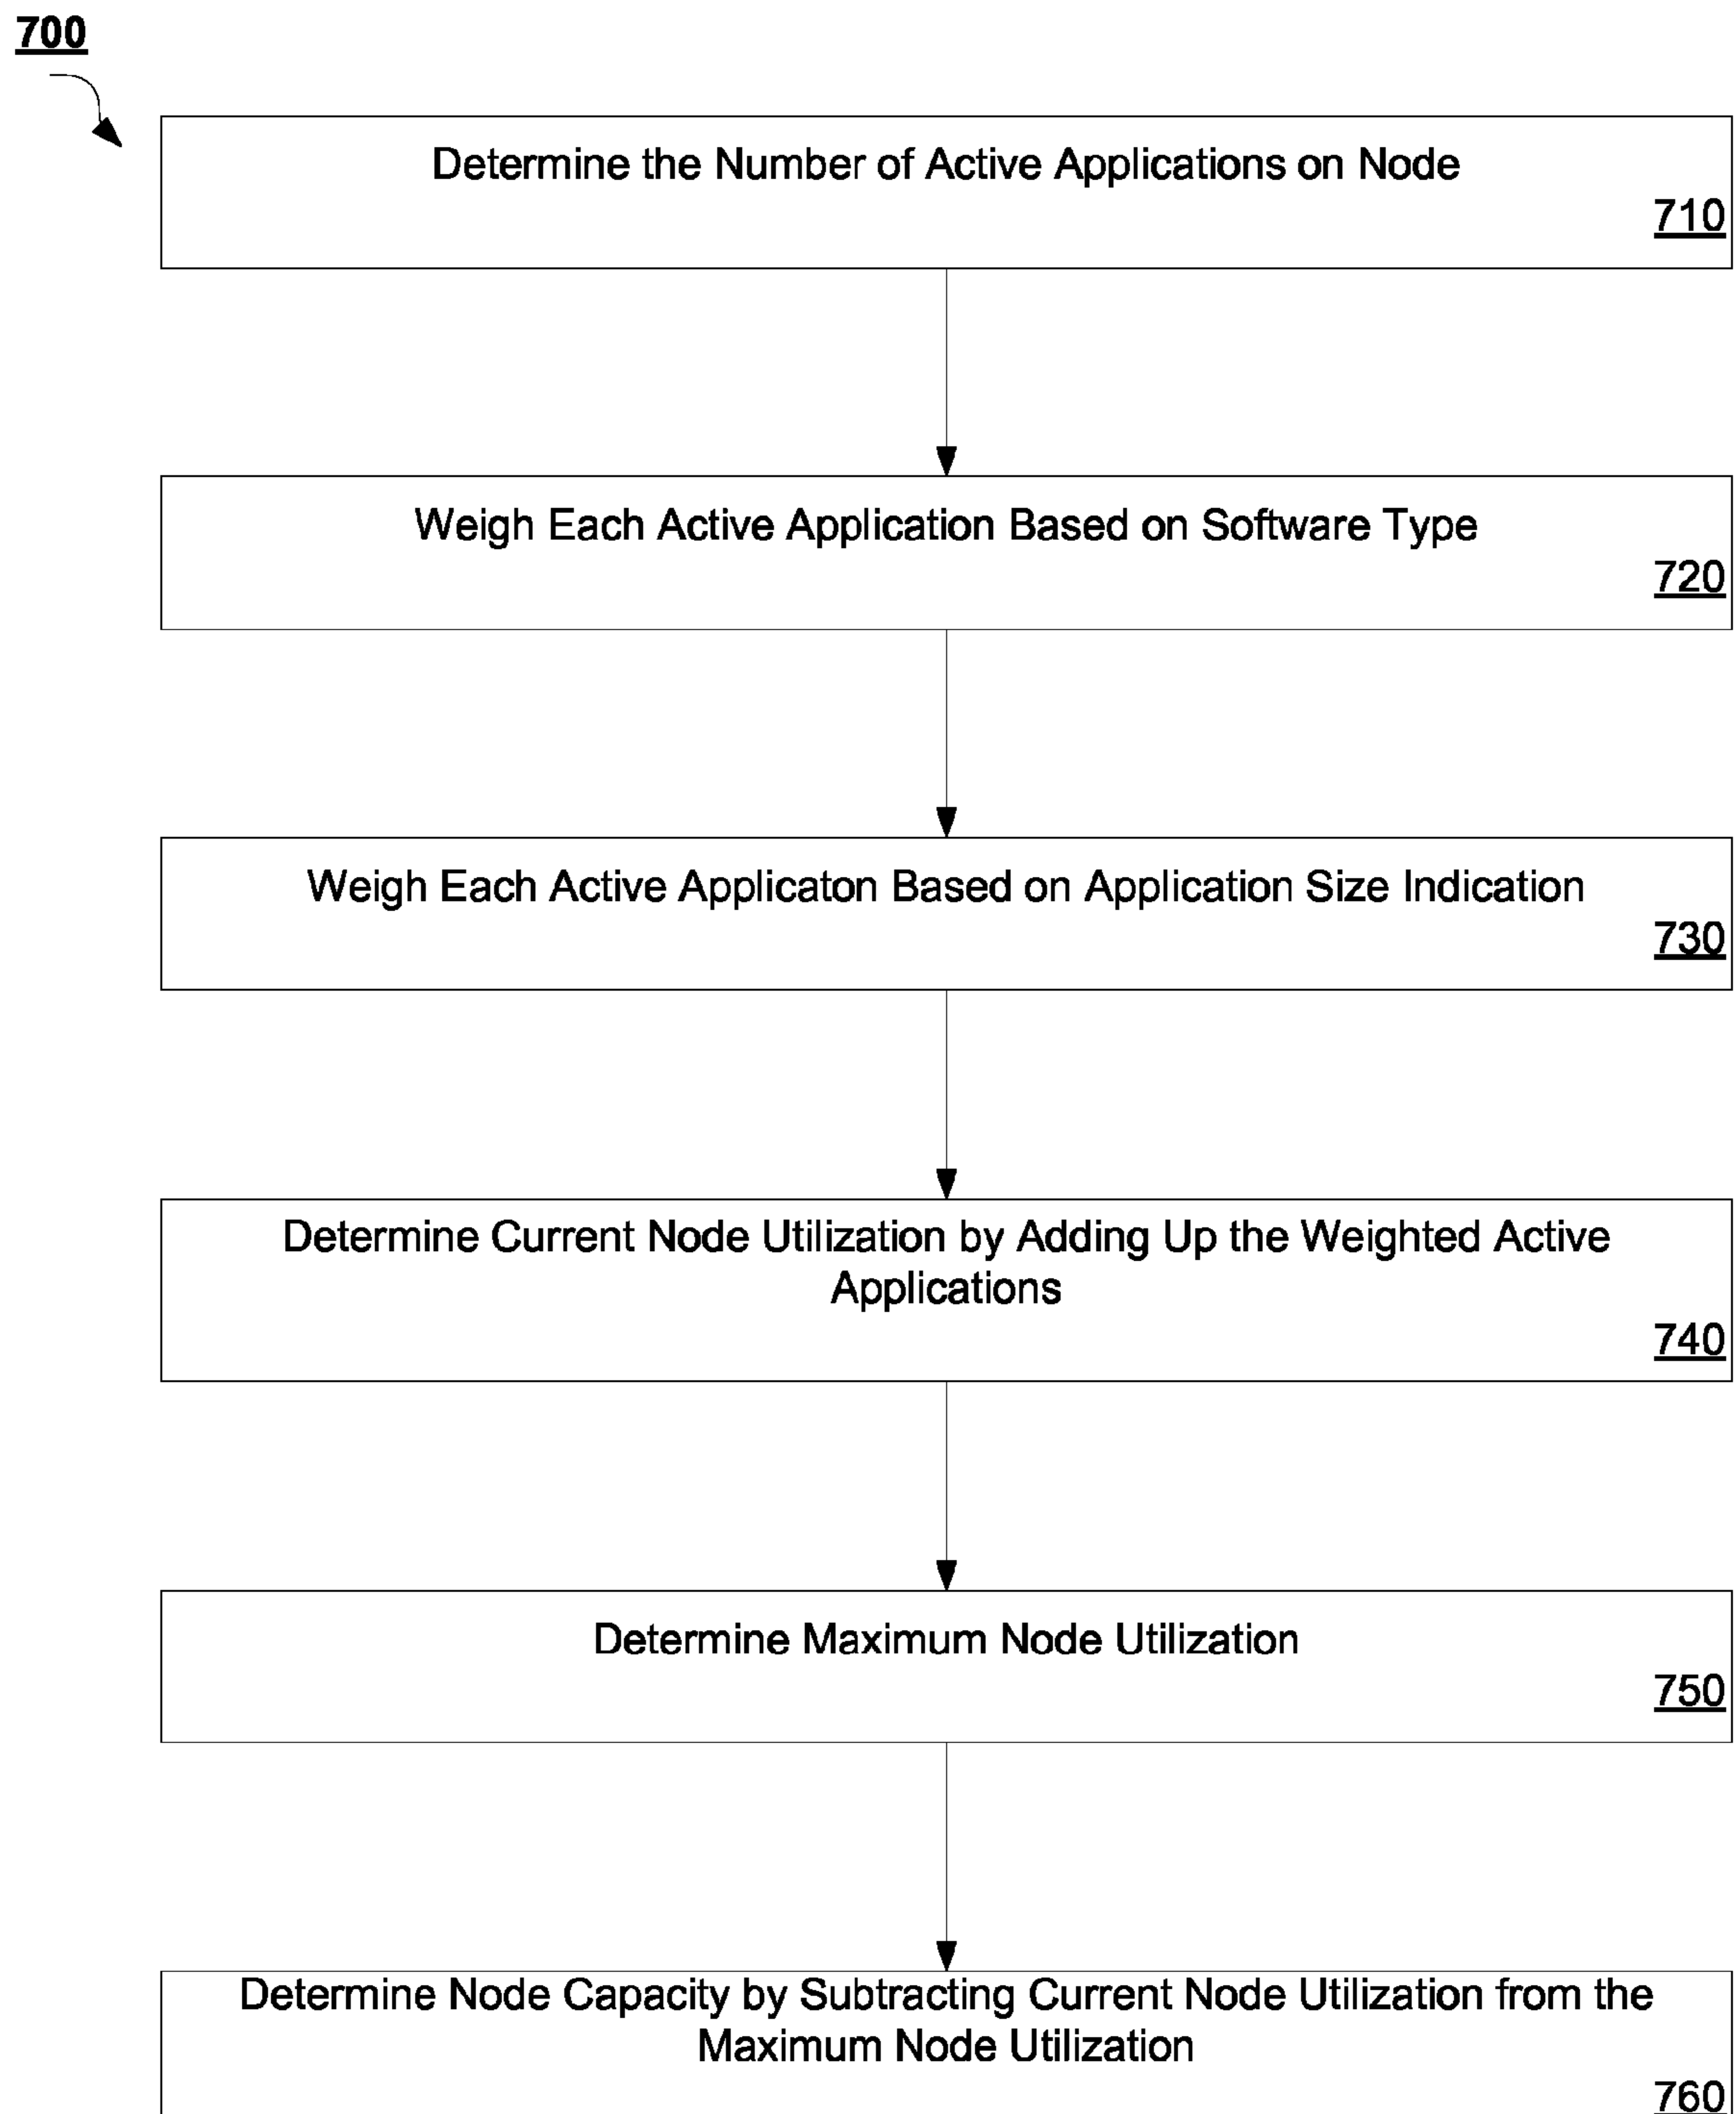 700
Determine the Number of Active Applications on Node
710
Weigh Each Active Application Based on Software Type
720
Weigh Each Active Applicaton Based on Application Size Indication
730
Determine Current Node Utilization by Adding Up the Weighted Active
Applications
740
Determine Maximum Node Utilization
750
Determine Node Capacity by Subtracting Current Node Utilization from the
Maximum Node Utilization
760